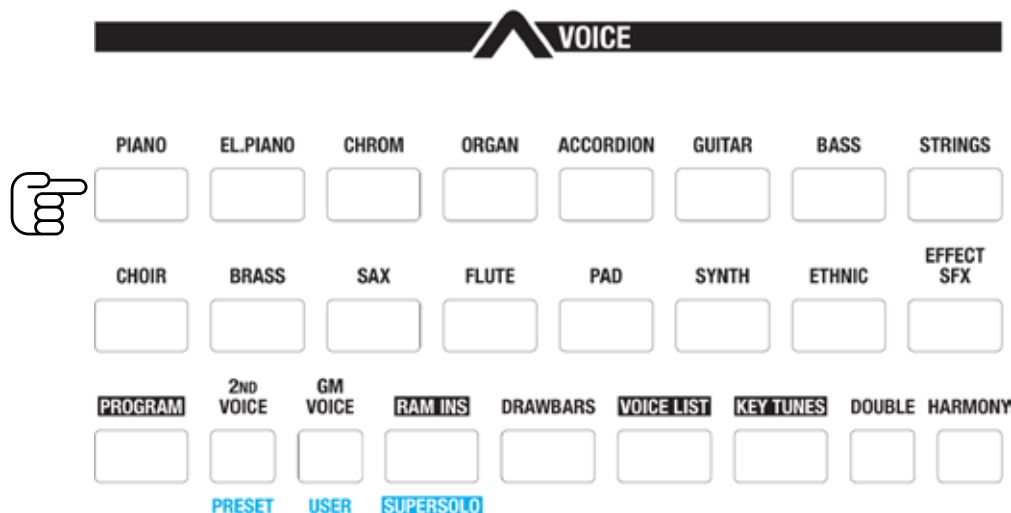 VOICE
PIANO EL.PIANO CHROM ORGAN ACCORDION GUITAR BASS STRINGS
CHOIR BRASS SAX FLUTE PAD SYNTH ETHNIC EFFECT SFX
PROGRAM 2ND VOICE GM VOICE RAM INS DRAWBARS VOICE LIST KEY TUNES DOUBLE HARMONY
PRESET USER SUPERSOLO